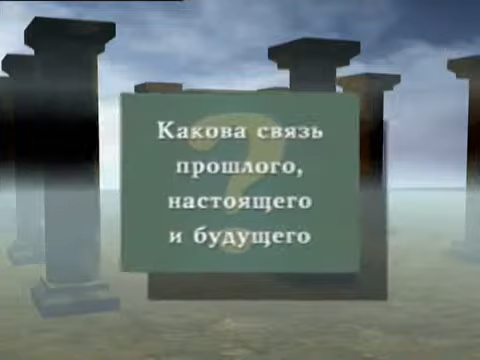 Какова связь
прошлого,
настоящего
и будущего
?